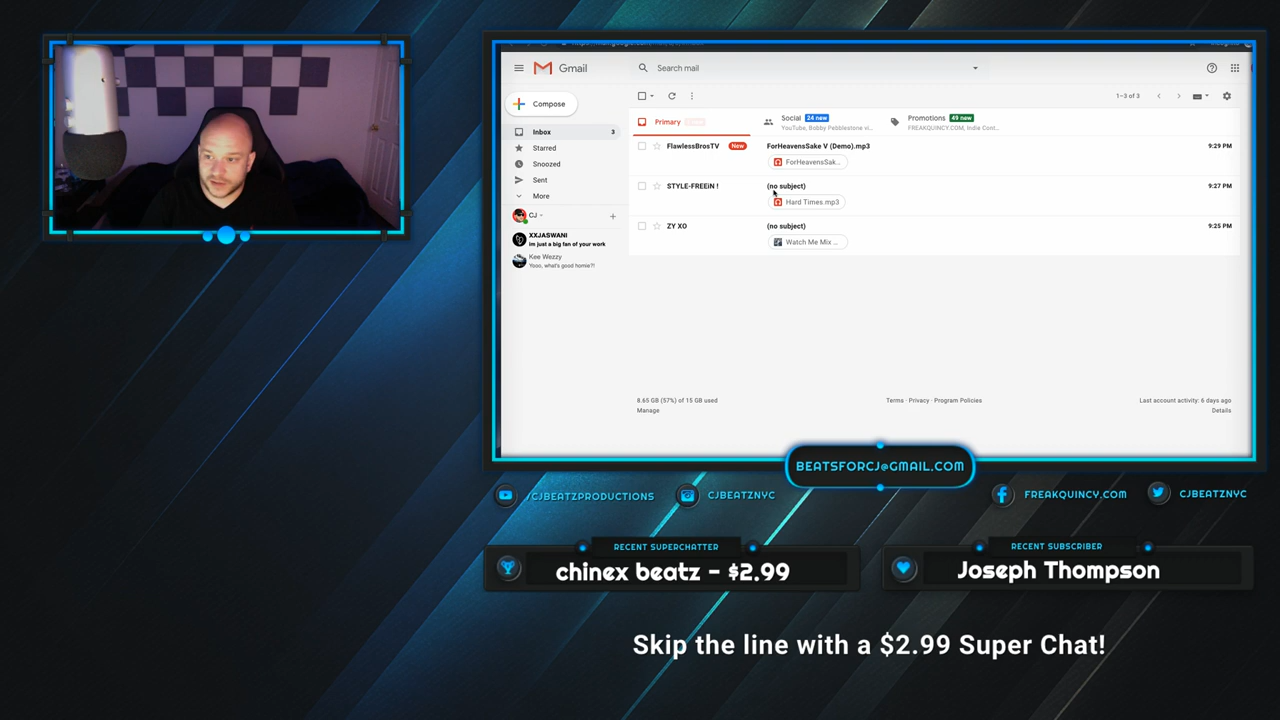 Gmail
Search mail
Compose
1–3 of 3
Inbox 3
Starred
Snoozed
Sent
More
CJ
XXJASWANI
im just a big fan of your work
Kee Wezzy
Yooo, what's good homie?!
Primary
Social 24 new
YouTube, Bobby Pebblestone vi...
Promotions 49 new
FREAKQUINCY.COM, Indie Cont...
FlawlessBrosTV New ForHeavensSake V (Demo).mp3 9:29 PM
ForHeavensSak...
STYLE-FREEiN ! (no subject) 9:27 PM
Hard Times.mp3
ZY XO (no subject) 9:25 PM
Watch Me Mix ...
8.65 GB (57%) of 15 GB used
Manage
Terms · Privacy · Program Policies
Last account activity: 6 days ago
Details
BEATSFORCJ@GMAIL.COM
/CJBEATZPRODUCTIONS
CJBEATZNYC
FREAKQUINCY.COM
CJBEATZNYC
RECENT SUPERCHATTER
chinex beatz - $2.99
RECENT SUBSCRIBER
Joseph Thompson
Skip the line with a $2.99 Super Chat!